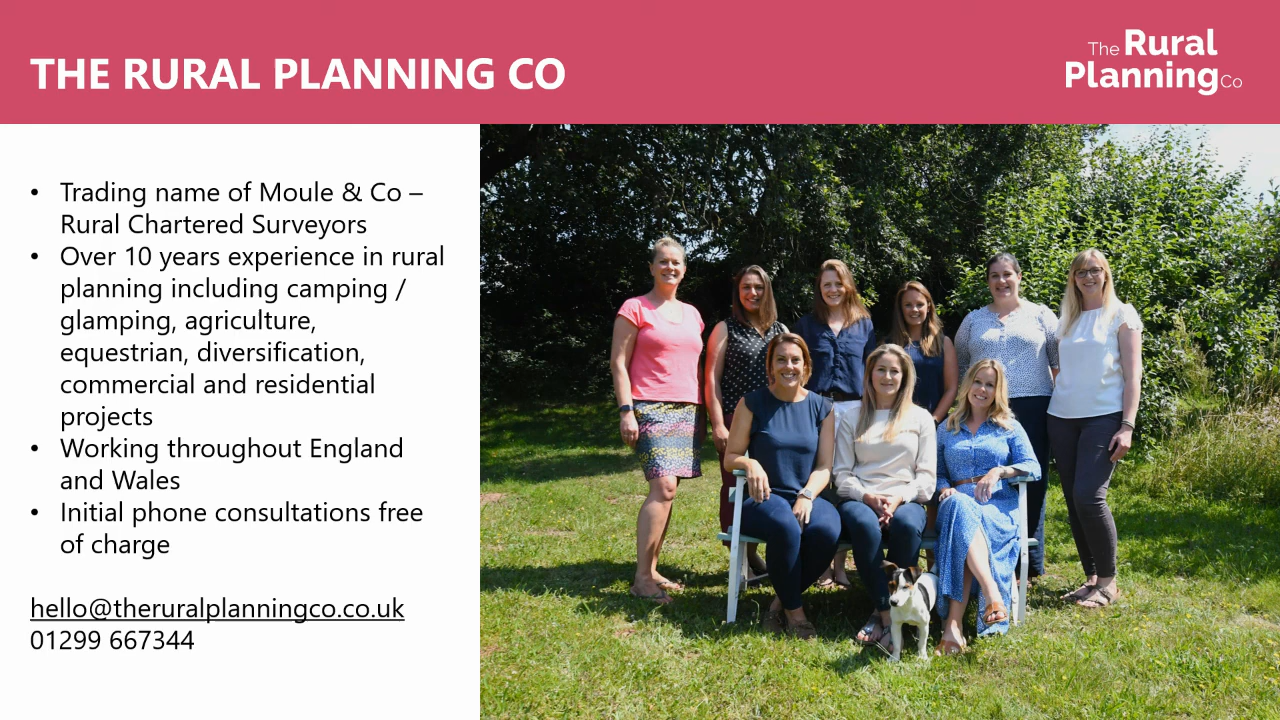 THE RURAL PLANNING CO
The Rural
Planning Co
• Trading name of Moule & Co –
Rural Chartered Surveyors
• Over 10 years experience in rural
planning including camping /
glamping, agriculture,
equestrian, diversification,
commercial and residential
projects
• Working throughout England
and Wales
• Initial phone consultations free
of charge
hello@theruralplanningco.co.uk
01299 667344